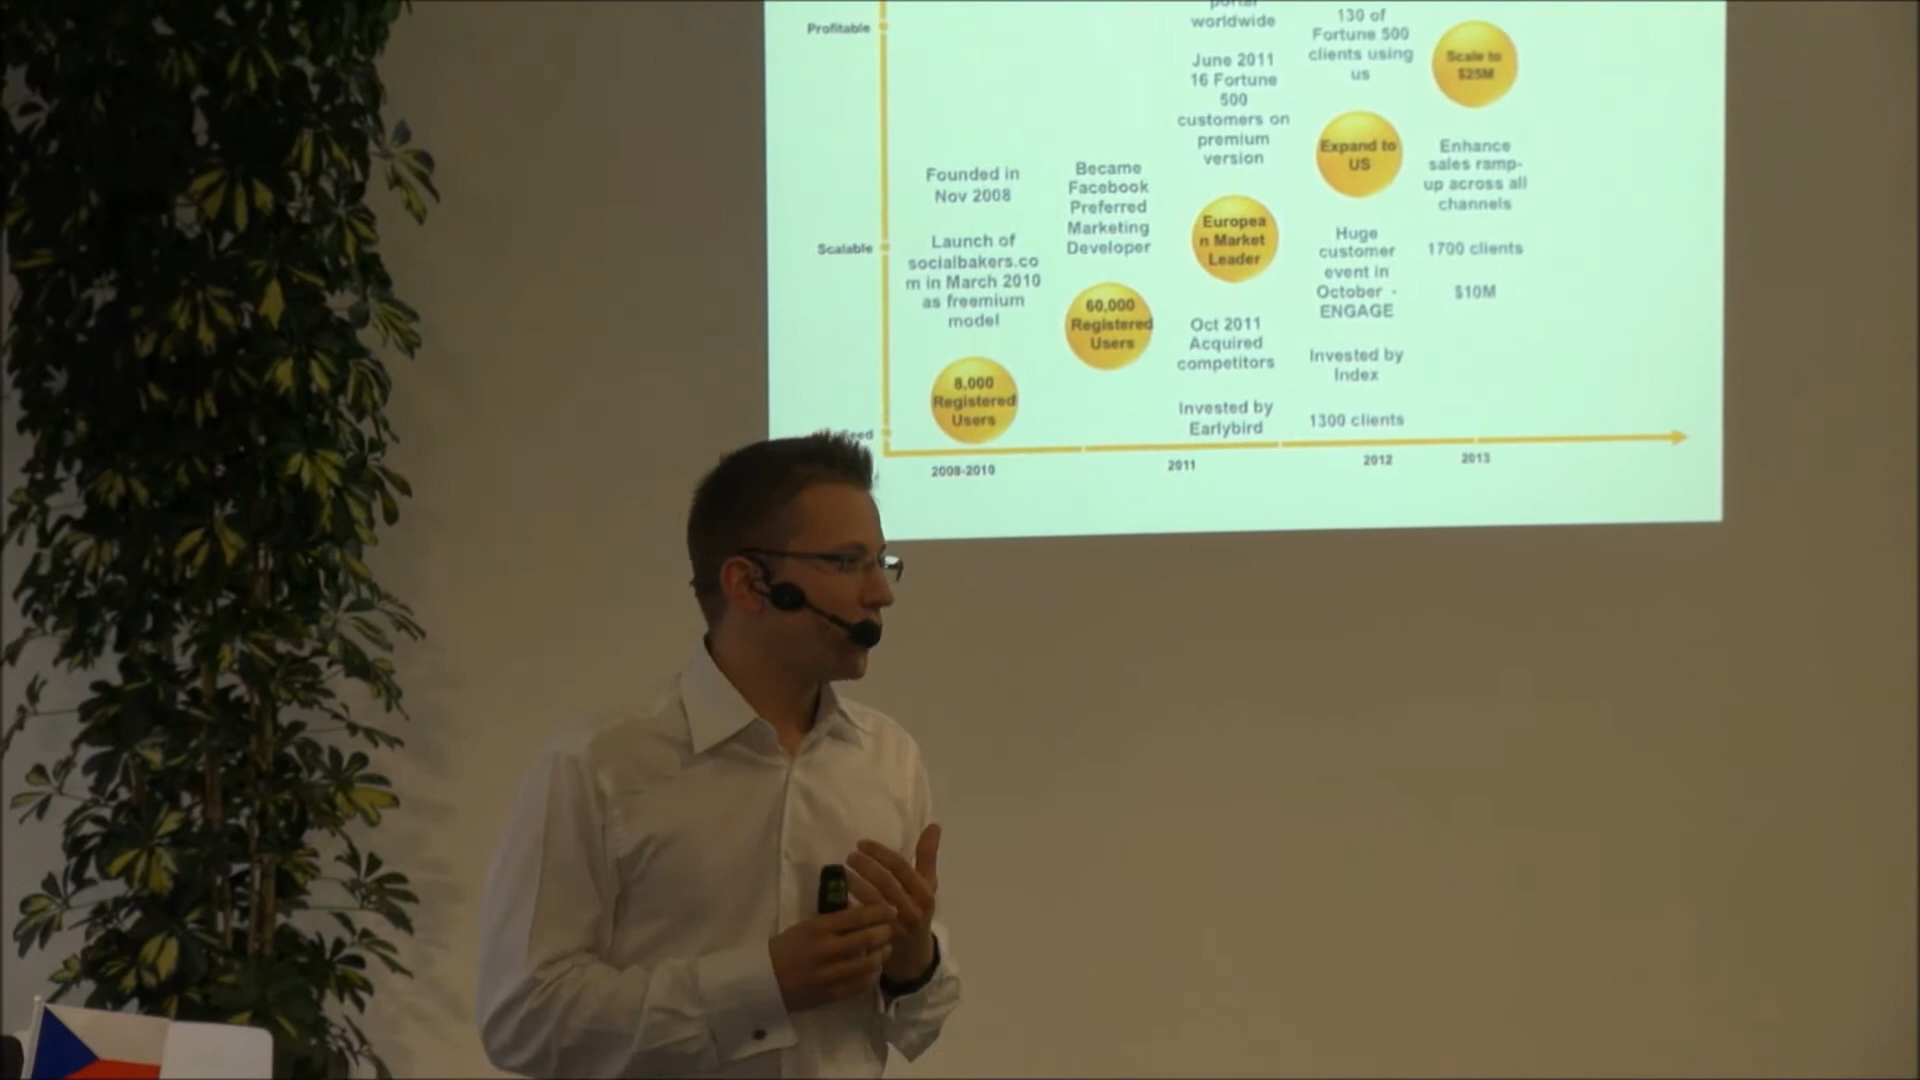 Profitable
Scalable
Founded in
Nov 2008
Launch of
socialbakers.co
m in March 2010
as freemium
model
8,000
Registered
Users
2008-2010
Became
Facebook
Preferred
Marketing
Developer
60,000
Registered
Users
worldwide
June 2011
16 Fortune
500
customers on
premium
version
Europea
n Market
Leader
Oct 2011
Acquired
competitors
Invested by
Earlybird
2011
130 of
Fortune 500
clients using
us
Expand to
US
Huge
customer
event in
October -
ENGAGE
Invested by
Index
1300 clients
2012
Scale to
$25M
Enhance
sales ramp-
up across all
channels
1700 clients
$10M
2013